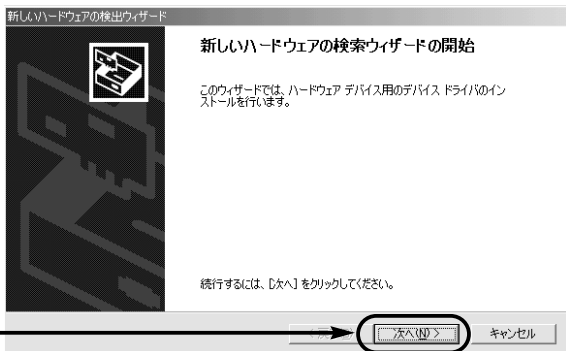 新しいハードウェアの検出ウィザード
新しいハードウェアの検索ウィザードの開始
このウィザードでは、ハードウェア デバイス用のデバイス ドライバのイン
ストールを行います。
続行するには、[次へ] をクリックしてください。
次へ(N) >
キャンセル